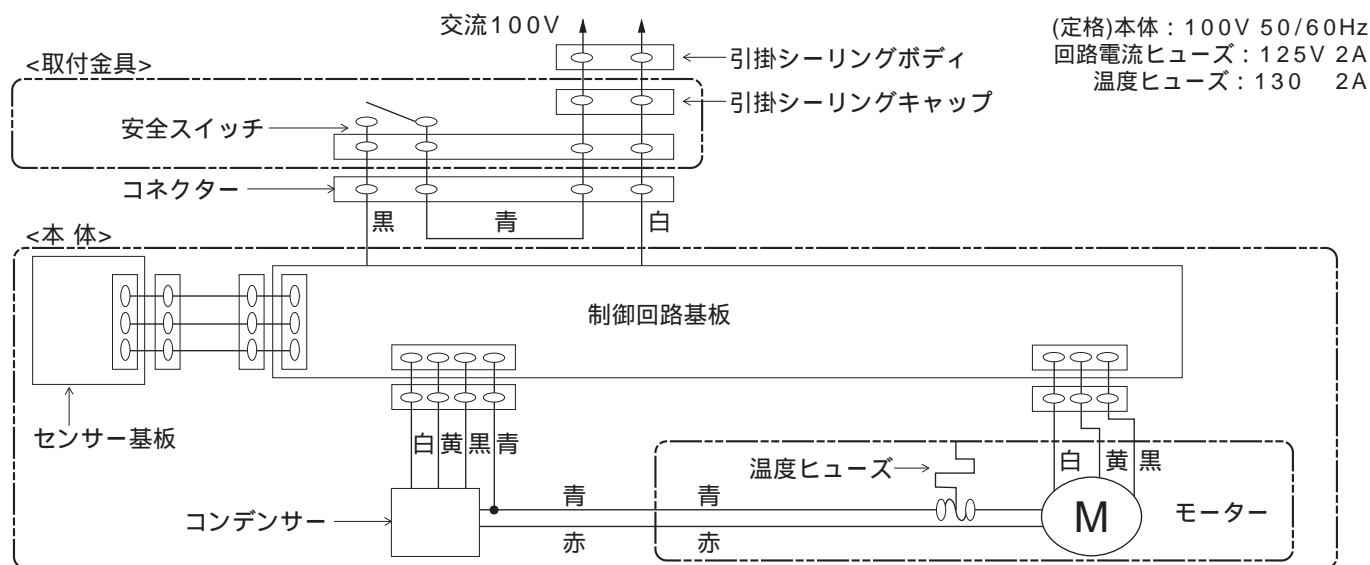 交流100V
(定格)本体：100V 50/60Hz
回路電流ヒューズ：125V 2A
温度ヒューズ：130　2A
<取付金具>
引掛シーリングボディ
引掛シーリングキャップ
安全スイッチ
コネクター
黒
青
白
<本 体>
制御回路基板
センサー基板
白 黄 黒 青
温度ヒューズ
白 黄 黒
コンデンサー
青
青
M
モーター
赤
赤